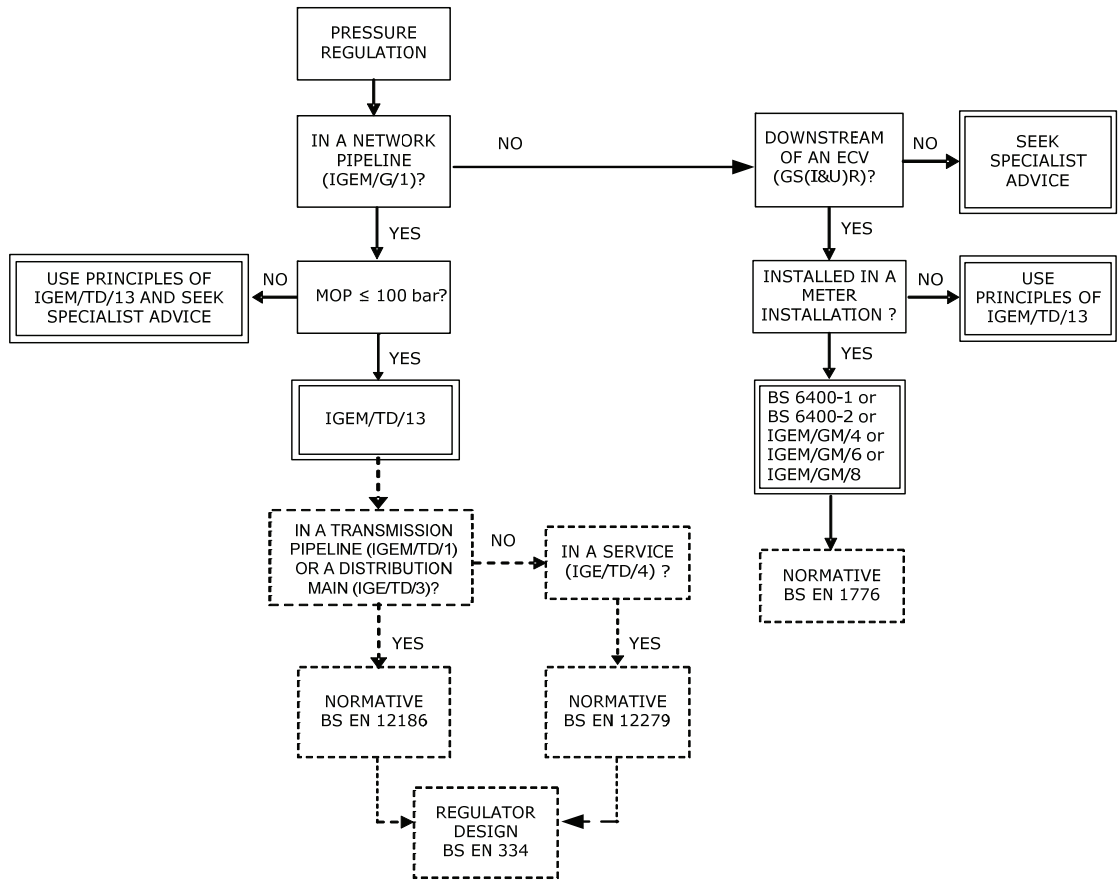 PRESSURE
REGULATION
IN A NETWORK
PIPELINE
(IGEM/G/1)?
NO
DOWNSTREAM
OF AN ECV
(GS(I&U)R)?
NO
SEEK
SPECIALIST
ADVICE
YES
YES
USE PRINCIPLES OF
IGEM/TD/13 AND SEEK
SPECIALIST ADVICE
NO
MOP ≤ 100 bar?
INSTALLED IN A
METER
INSTALLATION ?
NO
USE
PRINCIPLES OF
IGEM/TD/13
YES
YES
IGEM/TD/13
BS 6400-1 or
BS 6400-2 or
IGEM/GM/4 or
IGEM/GM/6 or
IGEM/GM/8
IN A TRANSMISSION
PIPELINE (IGEM/TD/1)
OR A DISTRIBUTION
MAIN (IGE/TD/3)?
NO
IN A SERVICE
(IGE/TD/4) ?
NORMATIVE
BS EN 1776
YES
YES
NORMATIVE
BS EN 12186
NORMATIVE
BS EN 12279
REGULATOR
DESIGN
BS EN 334